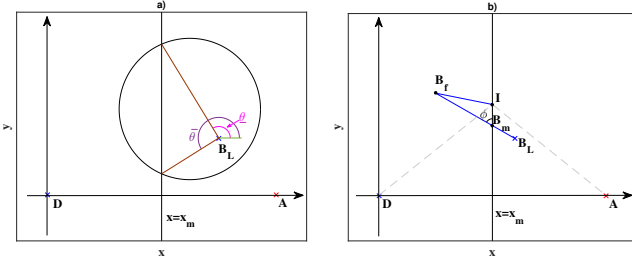 a)
y
θ̅
θ̲
B_L
D
A
x=x_m
x
b)
y
B_f
I
ϕ
B_m
B_L
D
A
x=x_m
x